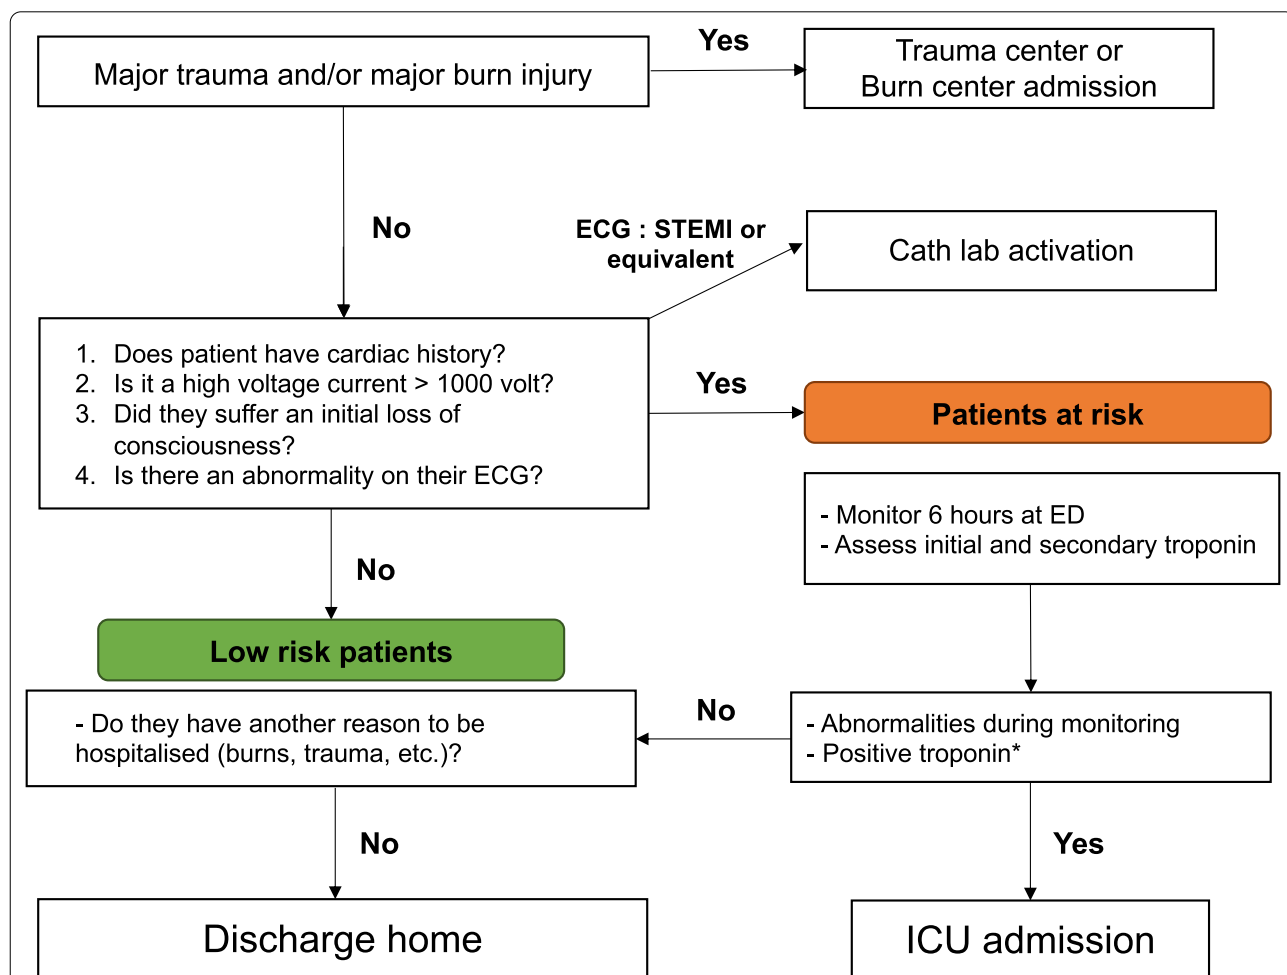 Major trauma and/or major burn injury
Yes
Trauma center or
Burn center admission
No
ECG : STEMI or
equivalent
Cath lab activation
1. Does patient have cardiac history?
2. Is it a high voltage current > 1000 volt?
3. Did they suffer an initial loss of
consciousness?
4. Is there an abnormality on their ECG?
Yes
Patients at risk
- Monitor 6 hours at ED
- Assess initial and secondary troponin
No
Low risk patients
- Do they have another reason to be
hospitalised (burns, trauma, etc.)?
No
- Abnormalities during monitoring
- Positive troponin*
No
Yes
Discharge home
ICU admission